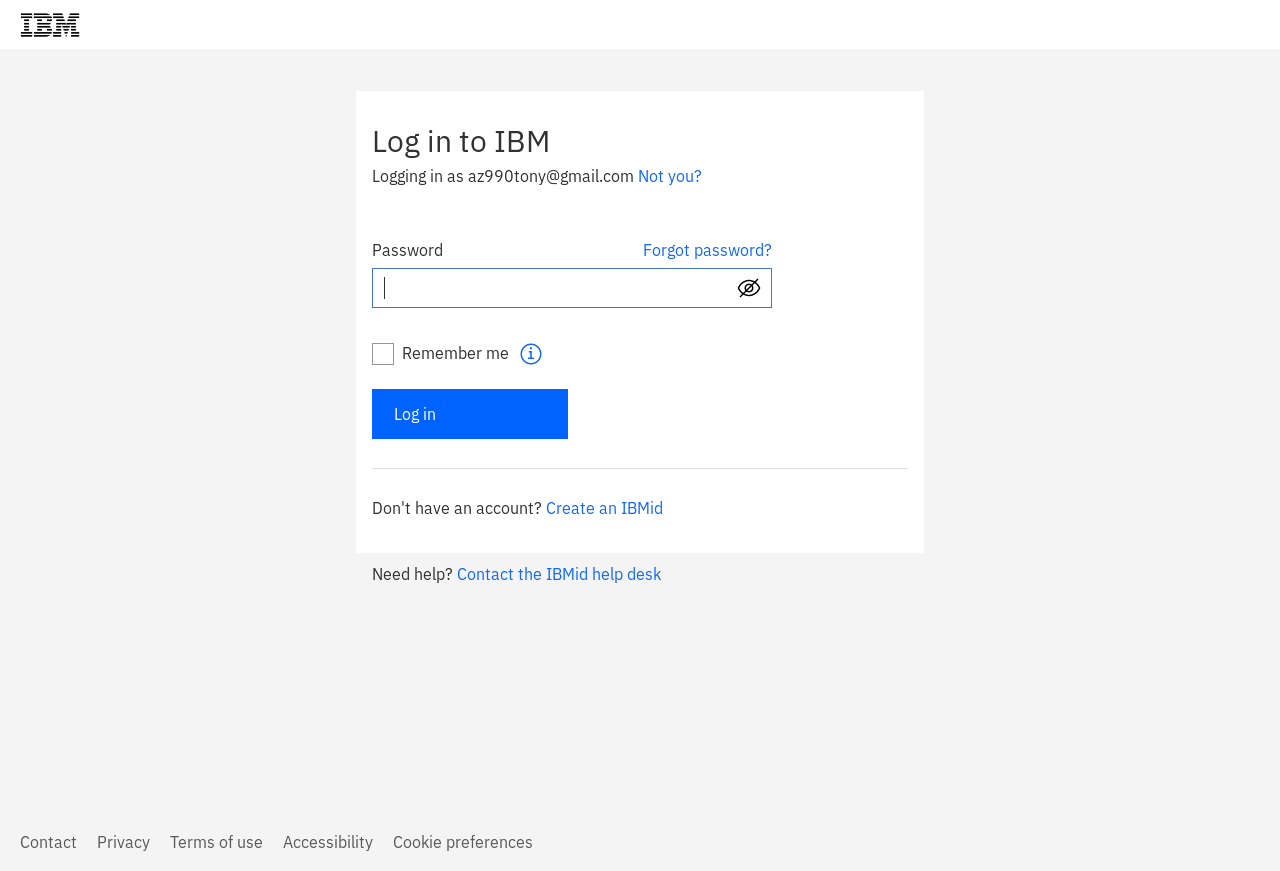 IBM
Log in to IBM
Logging in as az990tony@gmail.com Not you?
Password Forgot password?
Remember me
Log in
Don't have an account? Create an IBMid
Need help? Contact the IBMid help desk
Contact Privacy Terms of use Accessibility Cookie preferences